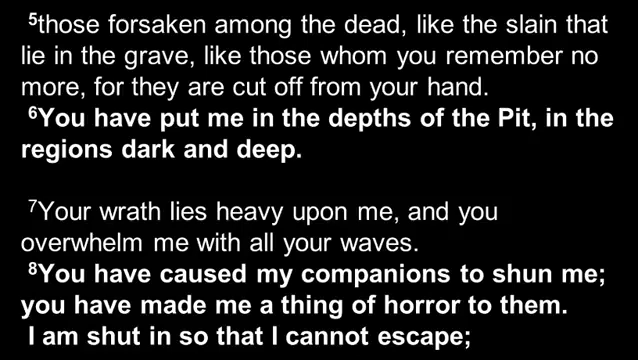 ⁵those forsaken among the dead, like the slain that
lie in the grave, like those whom you remember no
more, for they are cut off from your hand.
⁶You have put me in the depths of the Pit, in the
regions dark and deep.
⁷Your wrath lies heavy upon me, and you
overwhelm me with all your waves.
⁸You have caused my companions to shun me;
you have made me a thing of horror to them.
I am shut in so that I cannot escape;